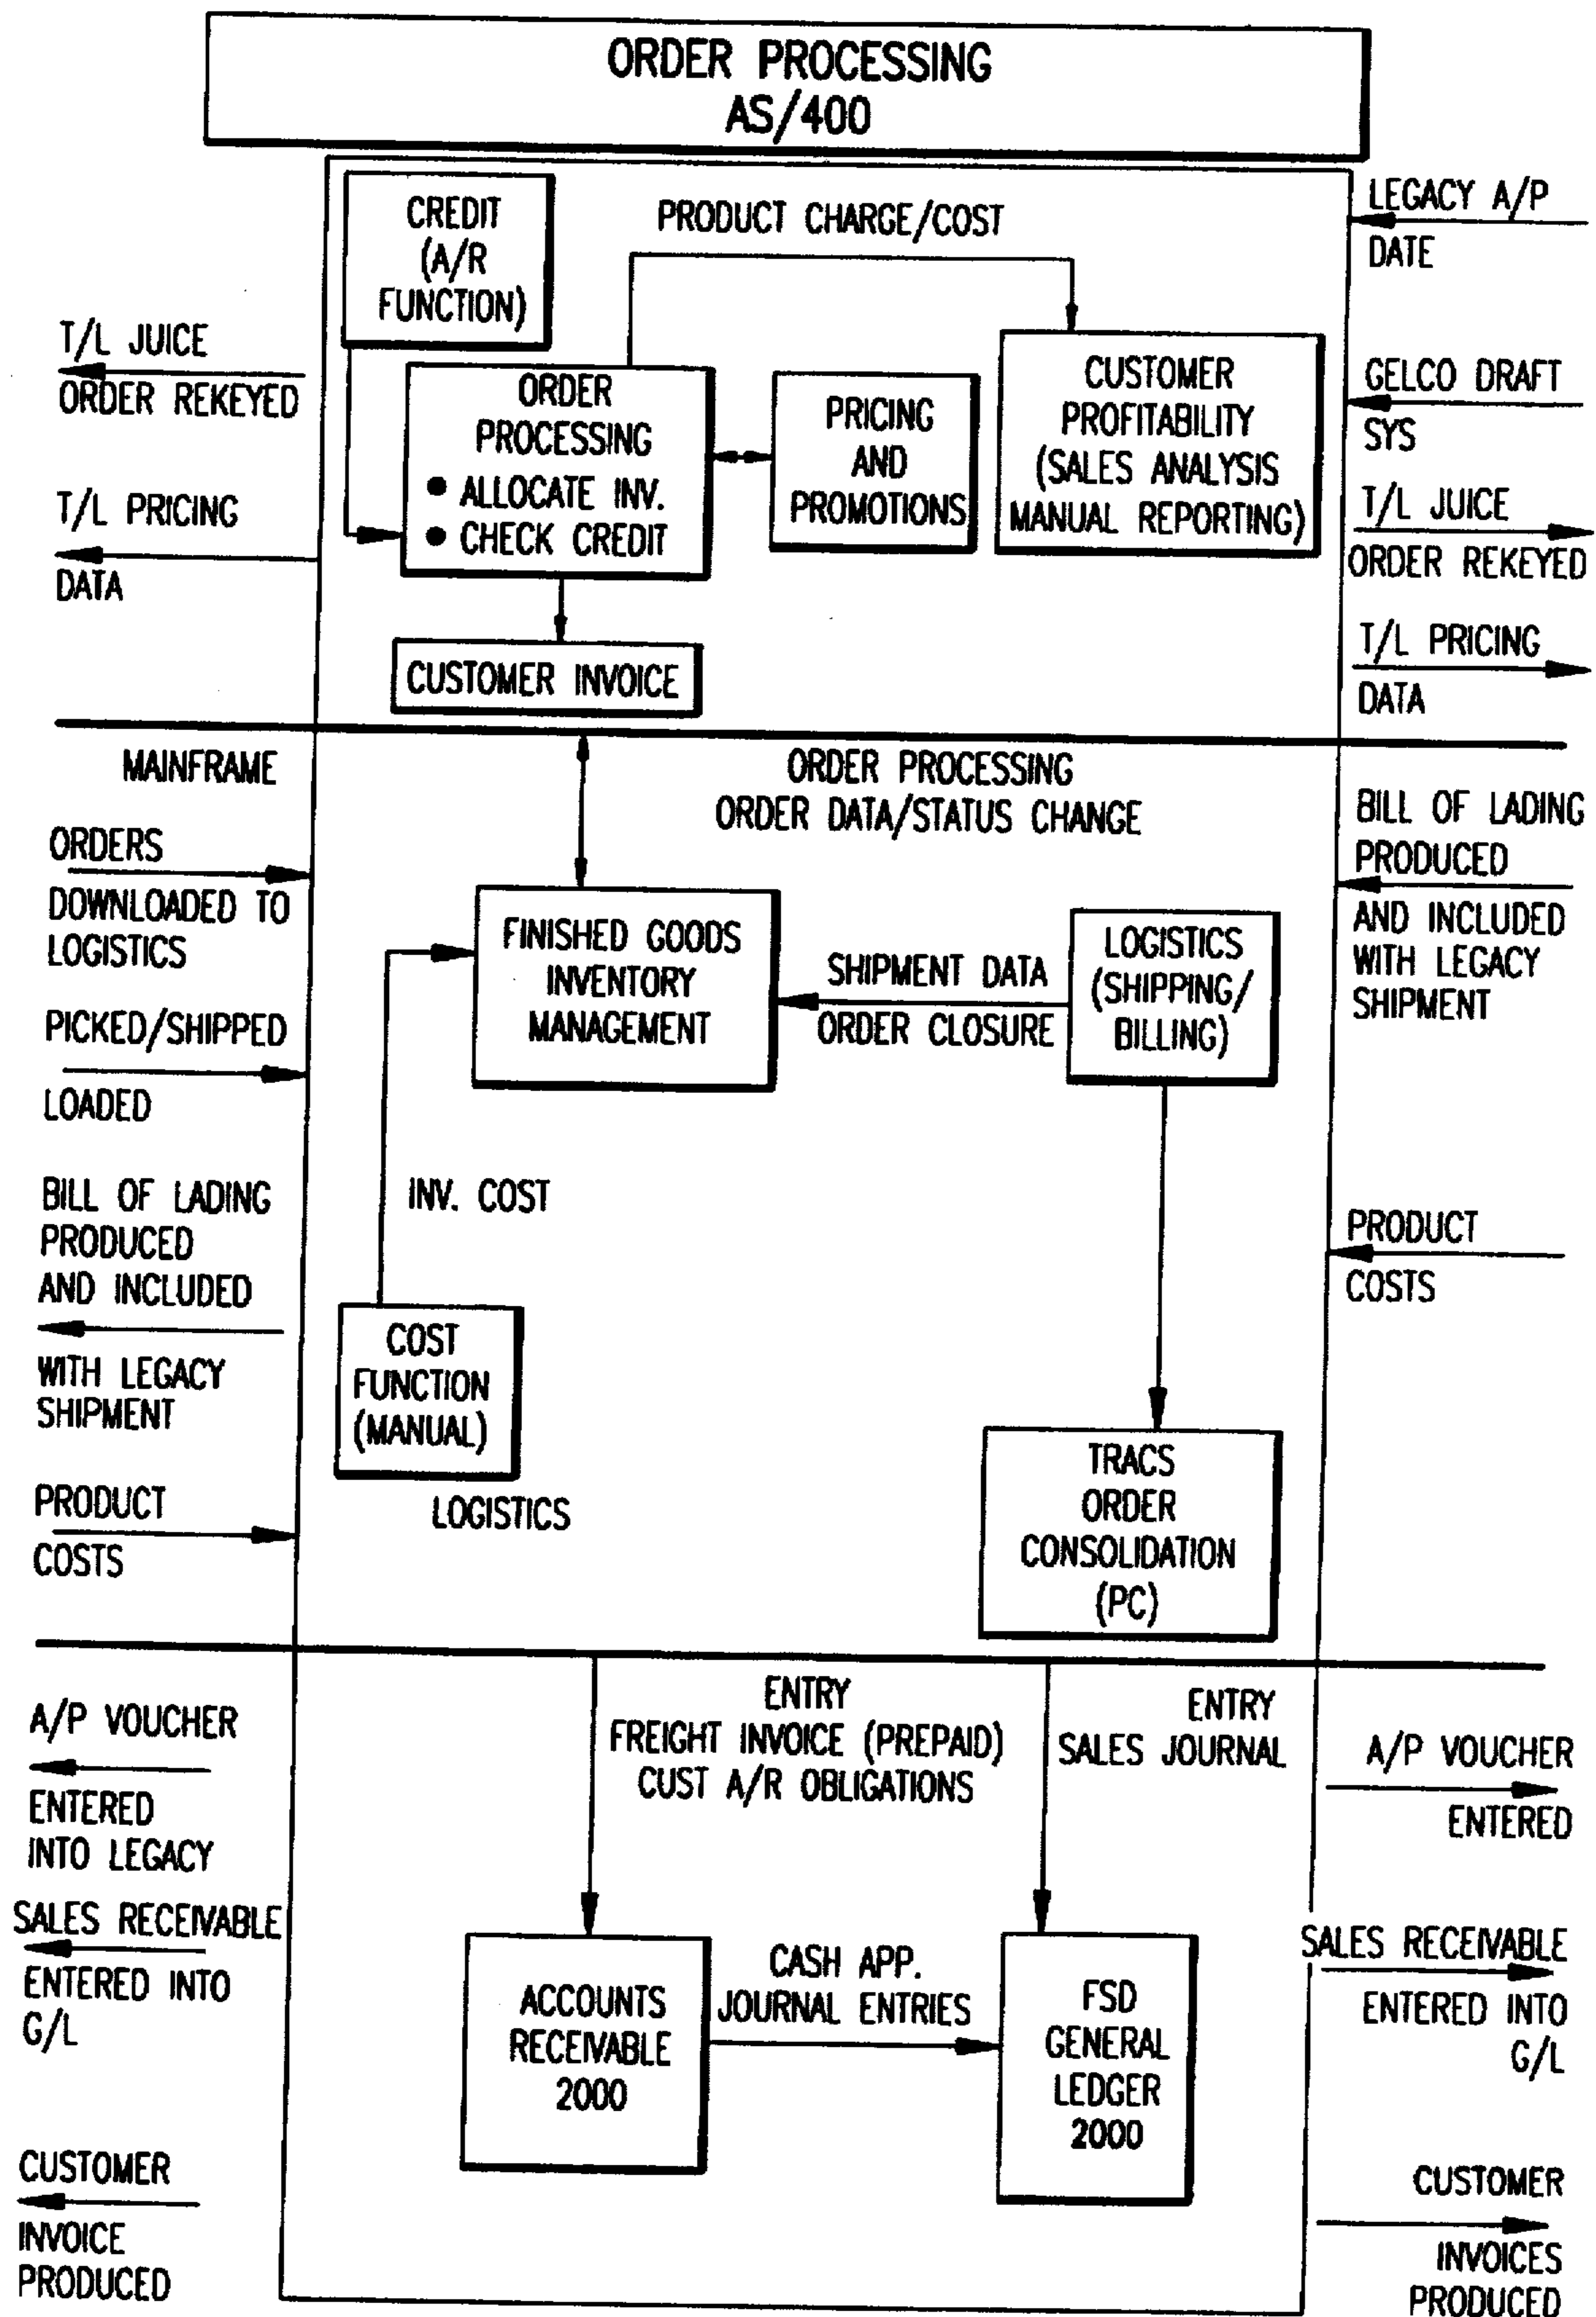 ORDER PROCESSING
AS/400
CREDIT
(A/R
FUNCTION)
PRODUCT CHARGE/COST
LEGACY A/P
DATE
T/L JUICE
ORDER REKEYED
ORDER
PROCESSING
• ALLOCATE INV.
• CHECK CREDIT
PRICING
AND
PROMOTIONS
CUSTOMER
PROFITABILITY
(SALES ANALYSIS
MANUAL REPORTING)
GELCO DRAFT
SYS
T/L PRICING
DATA
T/L JUICE
ORDER REKEYED
CUSTOMER INVOICE
T/L PRICING
DATA
MAINFRAME
ORDER PROCESSING
ORDER DATA/STATUS CHANGE
ORDERS
DOWNLOADED TO
LOGISTICS
BILL OF LADING
PRODUCED
AND INCLUDED
WITH LEGACY
SHIPMENT
FINISHED GOODS
INVENTORY
MANAGEMENT
SHIPMENT DATA
ORDER CLOSURE
LOGISTICS
(SHIPPING/
BILLING)
PICKED/SHIPPED
LOADED
BILL OF LADING
PRODUCED
AND INCLUDED
WITH LEGACY
SHIPMENT
INV. COST
PRODUCT
COSTS
COST
FUNCTION
(MANUAL)
LOGISTICS
TRACS
ORDER
CONSOLIDATION
(PC)
PRODUCT
COSTS
A/P VOUCHER
ENTERED
INTO LEGACY
ENTRY
FREIGHT INVOICE (PREPAID)
CUST A/R OBLIGATIONS
ENTRY
SALES JOURNAL
A/P VOUCHER
ENTERED
SALES RECEIVABLE
ENTERED INTO
G/L
ACCOUNTS
RECEIVABLE
2000
CASH APP.
JOURNAL ENTRIES
FSD
GENERAL
LEDGER
2000
SALES RECEIVABLE
ENTERED INTO
G/L
CUSTOMER
INVOICE
PRODUCED
CUSTOMER
INVOICES
PRODUCED